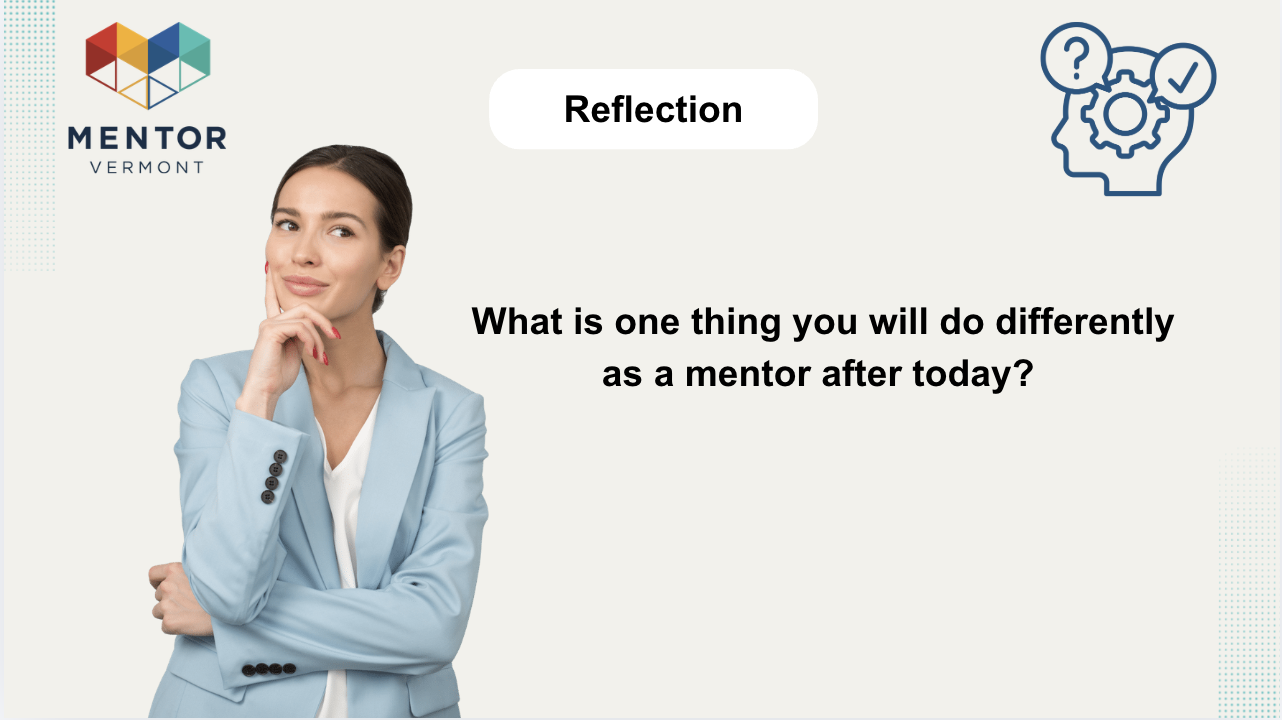 MENTOR
VERMONT
Reflection
?
What is one thing you will do differently
as a mentor after today?